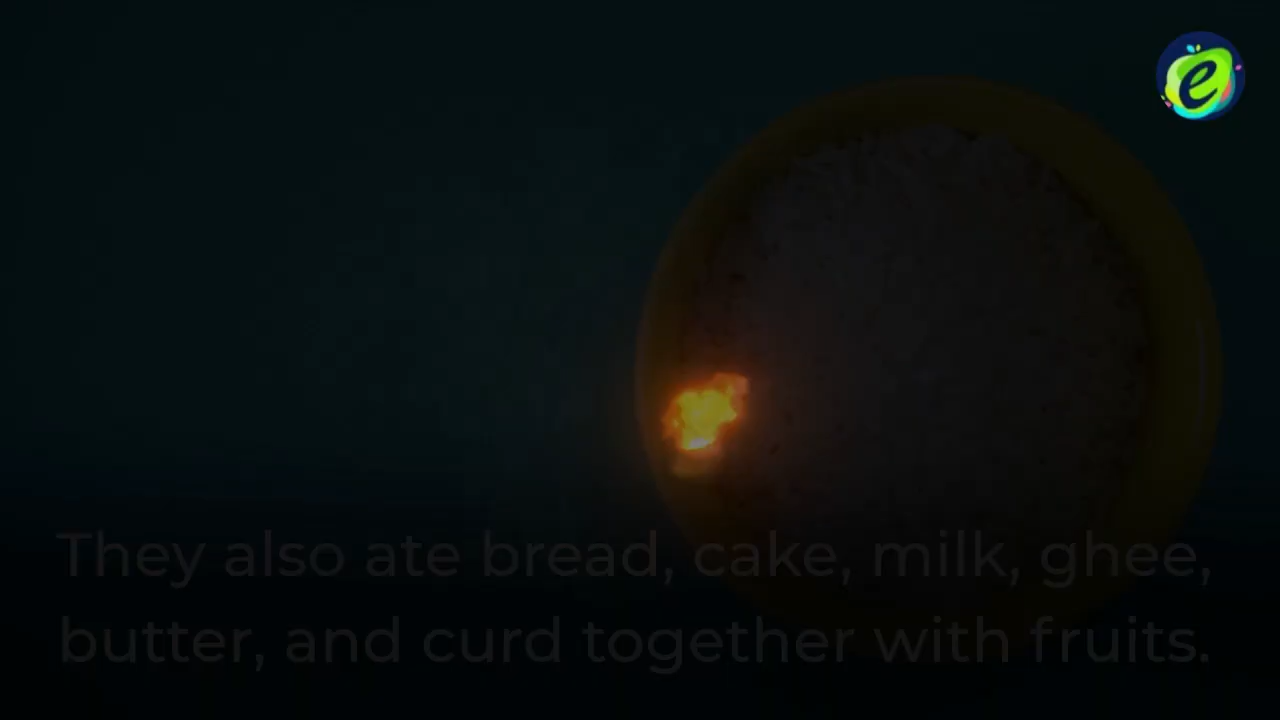 e
They also ate bread, cake, milk, ghee,
butter, and curd together with fruits.